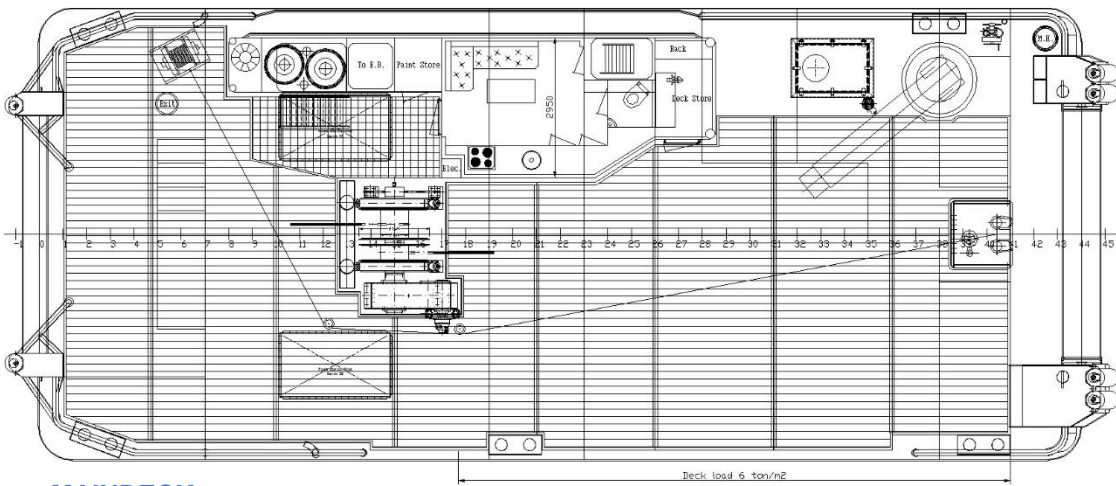 M.H.
Back
To E.R.
Paint Store
Deck Store
2950
Exit
Elec.
-1 0 1 2 3 4 5 6 7 8 9 10 11 12 13 14 15 16 17 18 19 20 21 22 23 24 25 26 27 28 29 30 31 32 33 34 35 36 37 38 39 40 41 42 43 44 45
Deck load 6 ton/m2